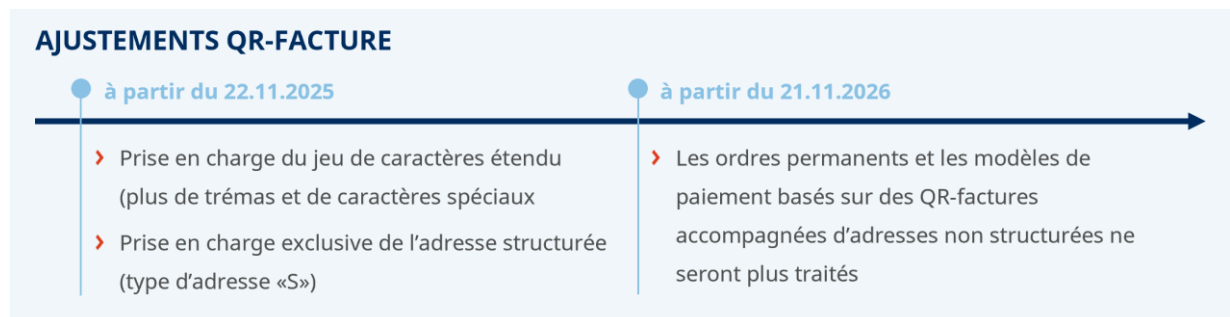 AJUSTEMENTS QR-FACTURE
à partir du 22.11.2025
Prise en charge du jeu de caractères étendu
(plus de trémas et de caractères spéciaux
Prise en charge exclusive de l’adresse structurée
(type d’adresse «S»)
à partir du 21.11.2026
Les ordres permanents et les modèles de
paiement basés sur des QR-factures
accompagnées d’adresses non structurées ne
seront plus traités